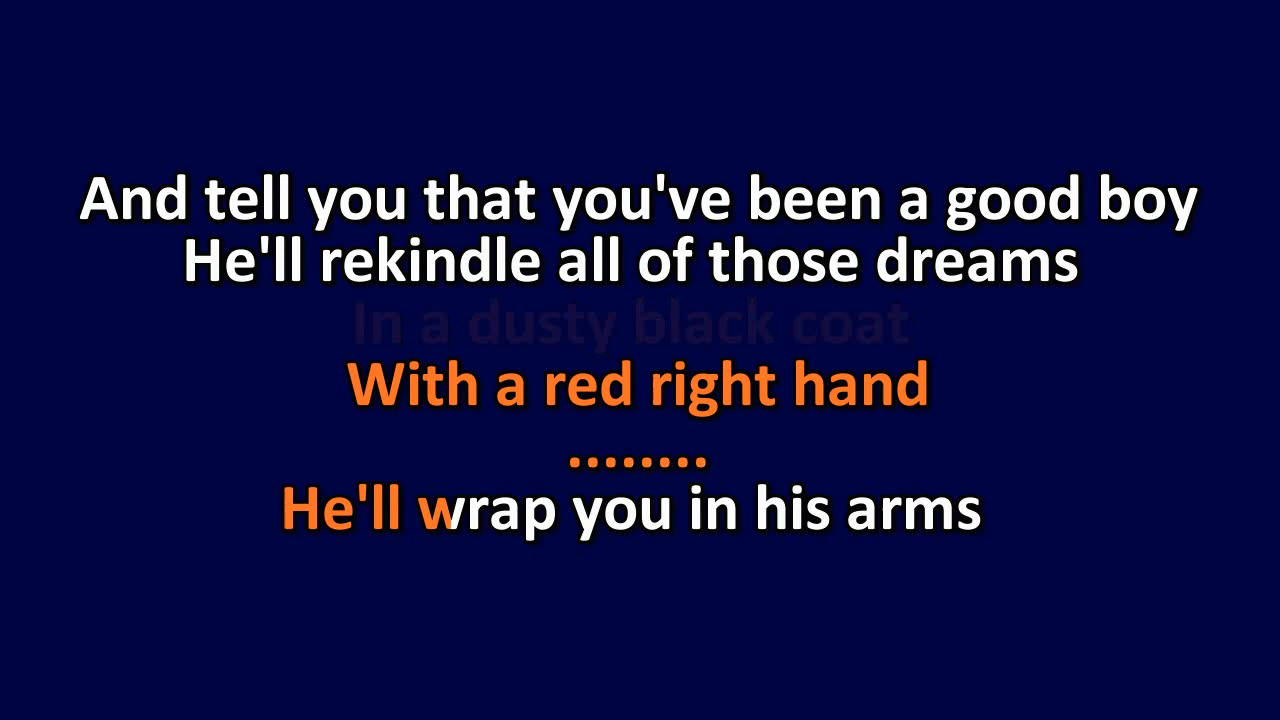 And tell you that you've been a good boy
He'll rekindle all of those dreams
In a dusty black coat
With a red right hand
........
He'll wrap you in his arms